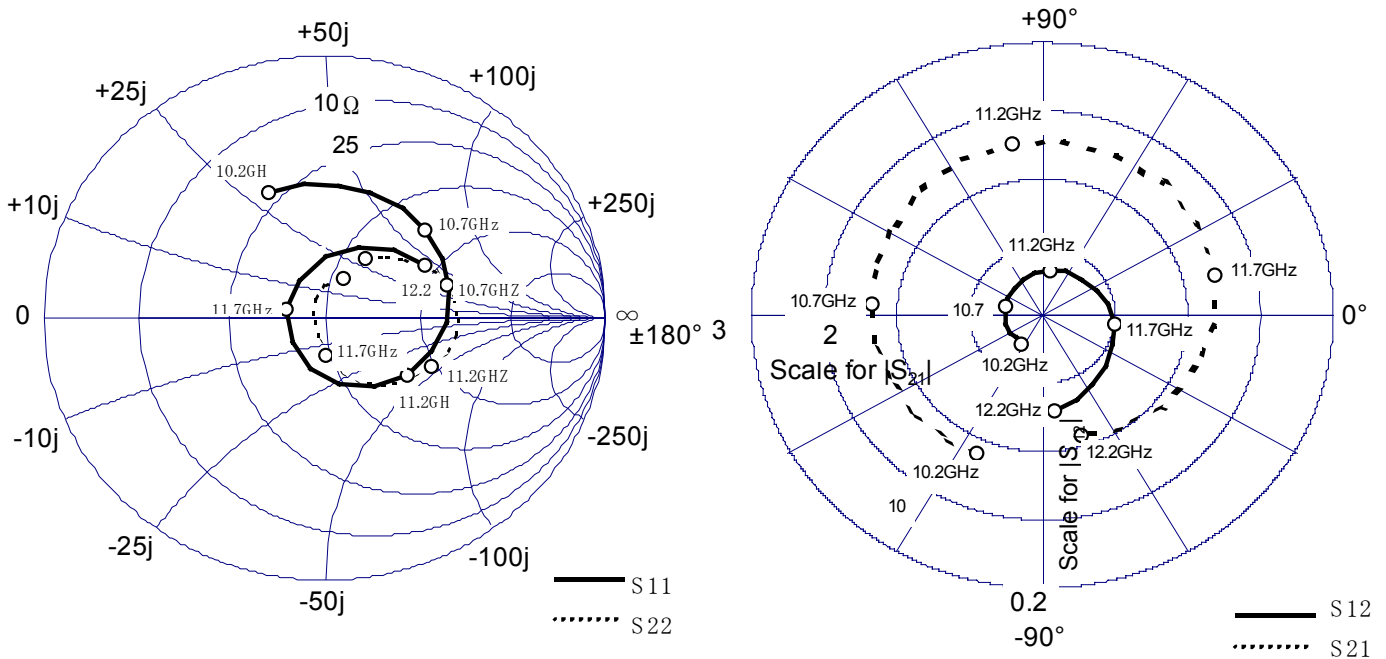 +50j
+25j
+100j
10Ω
25
10.2GH
+10j
+250j
10.7GHz
12.2
10.7GHZ
11.7GHz
0
∞
11.7GHz
11.2GHZ
11.2GH
-10j
-250j
-25j
-100j
-50j
S11
S22
+90°
11.2GHz
11.2GHz
11.7GHz
10.7GHz
10.7
±180°
3
2
0°
11.7GHz
10.2GHz
Scale for |S21|
12.2GHz
12.2GHz
10.2GHz
10
Scale for |S12|
0.2
-90°
S12
S21